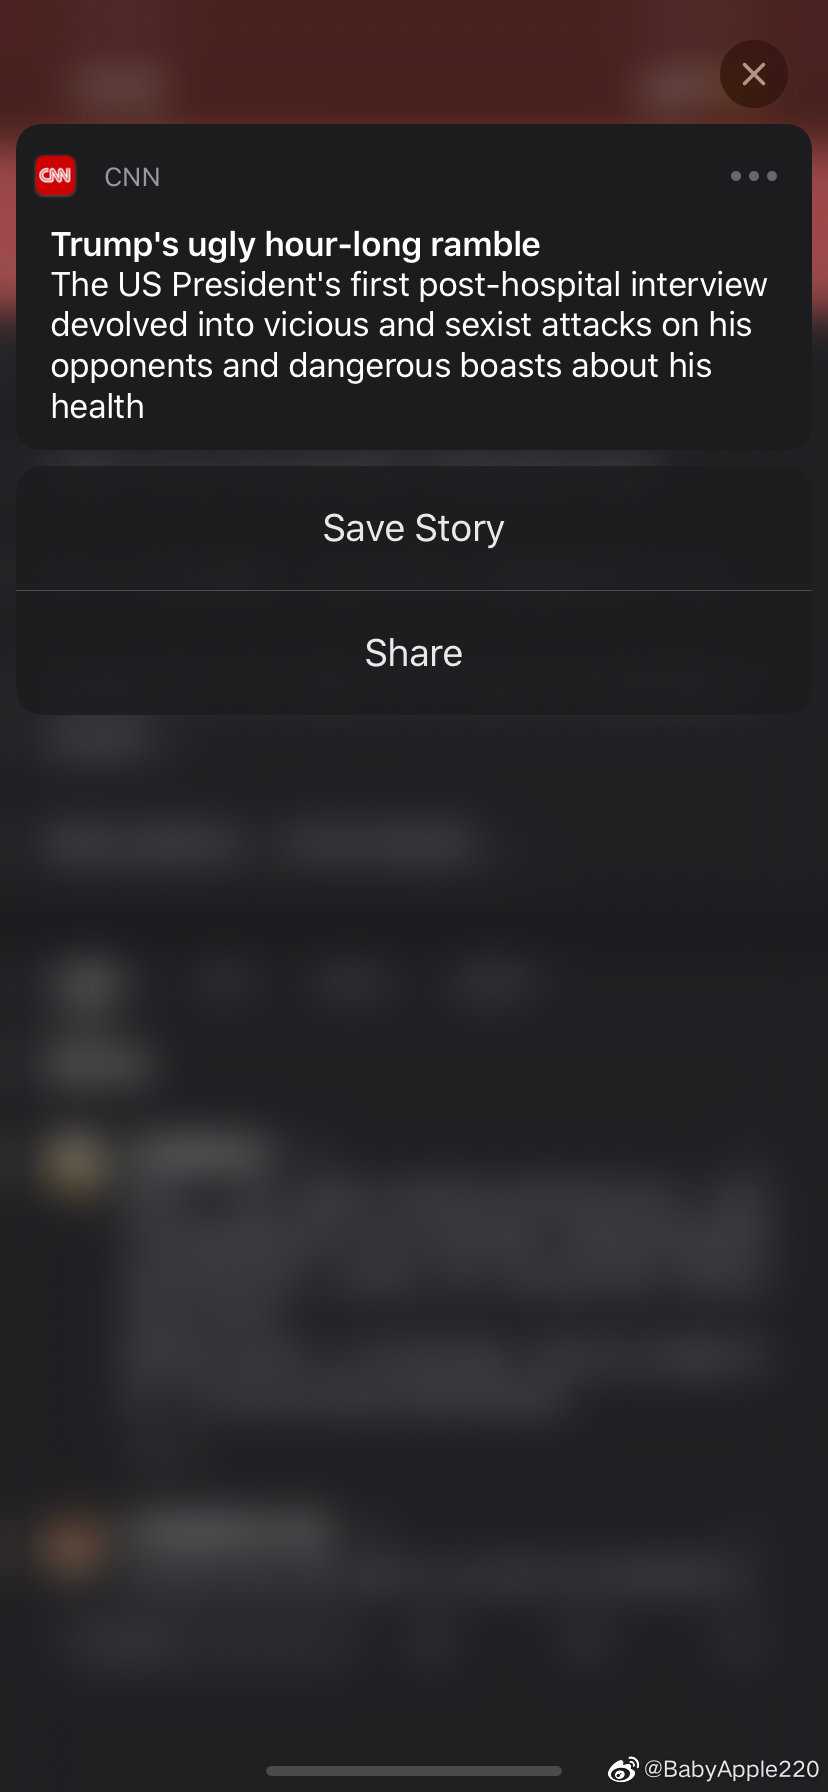 CNN
CNN
Trump's ugly hour-long ramble
The US President's first post-hospital interview
devolved into vicious and sexist attacks on his
opponents and dangerous boasts about his
health
Save Story
Share
@BabyApple220